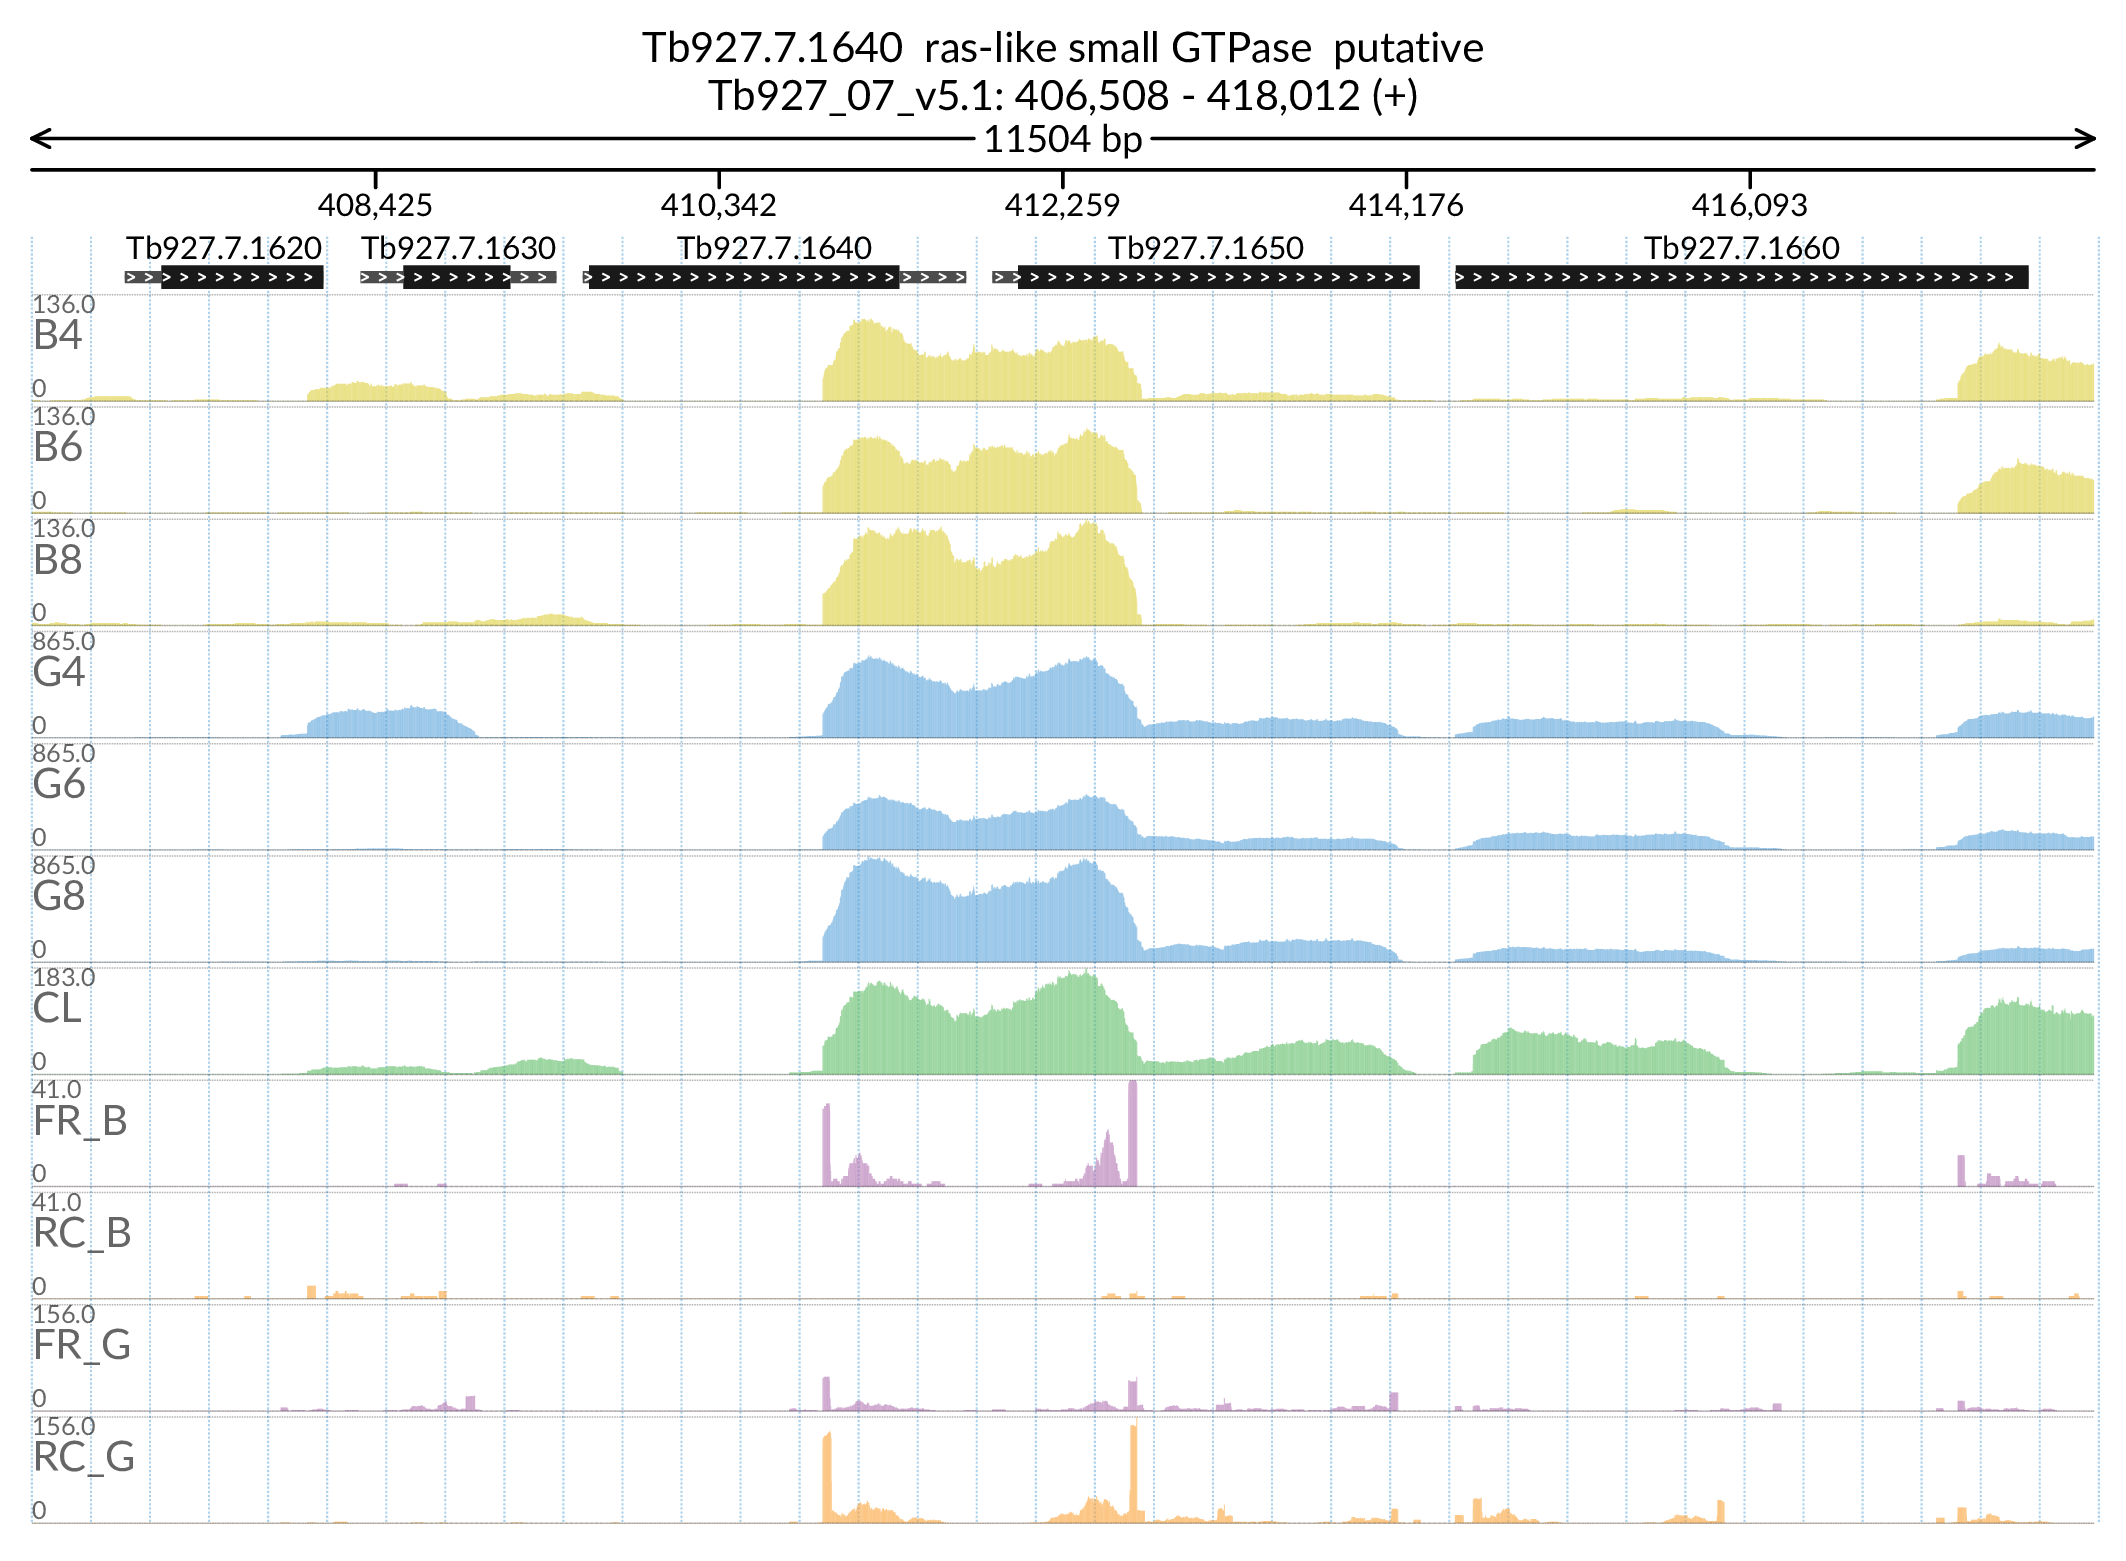 Tb927.7.1640 ras-like small GTPase putative
Tb927_07_v5.1: 406,508 - 418,012 (+)
11504 bp
408,425 410,342 412,259 414,176 416,093
Tb927.7.1620 Tb927.7.1630 Tb927.7.1640 Tb927.7.1650 Tb927.7.1660
136.0
B4
0
136.0
B6
0
136.0
B8
0
865.0
G4
0
865.0
G6
0
865.0
G8
0
183.0
CL
0
41.0
FR_B
0
41.0
RC_B
0
156.0
FR_G
0
156.0
RC_G
0